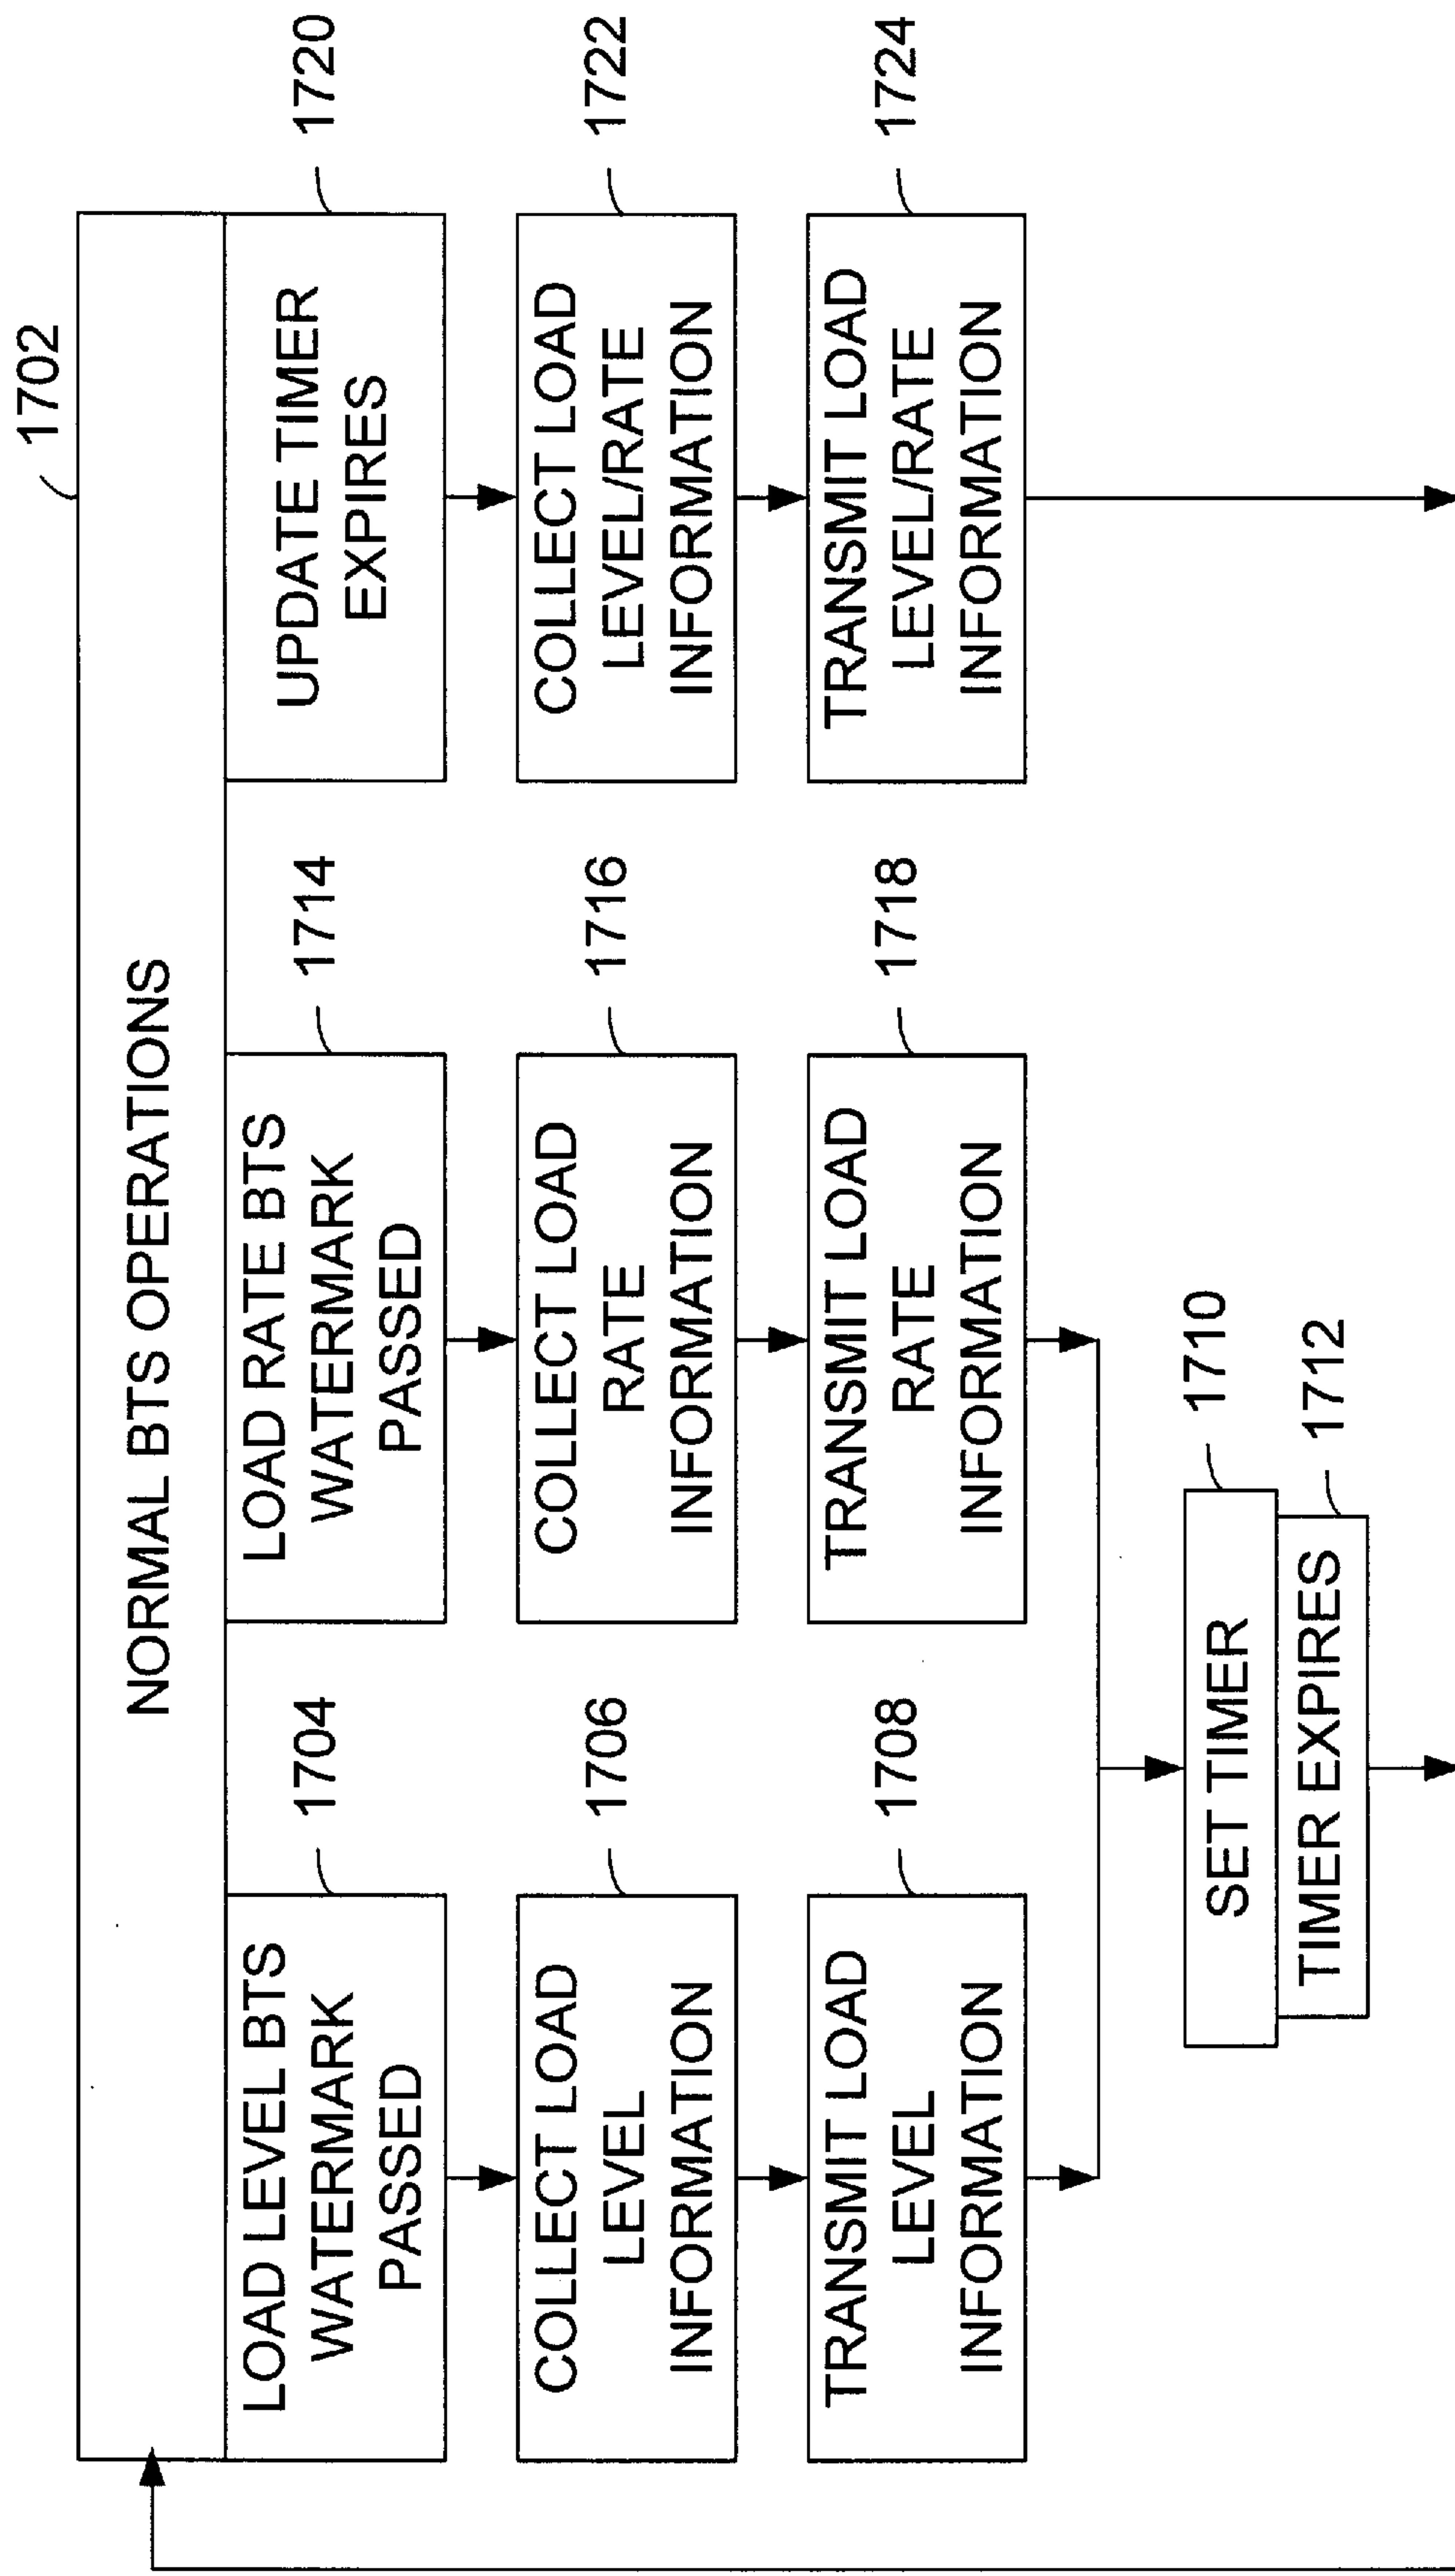 1702
NORMAL BTS OPERATIONS
LOAD LEVEL BTS
WATERMARK
PASSED
1704
LOAD RATE BTS
WATERMARK
PASSED
1714
UPDATE TIMER
EXPIRES
1720
COLLECT LOAD
LEVEL
INFORMATION
1706
COLLECT LOAD
RATE
INFORMATION
1716
COLLECT LOAD
LEVEL/RATE
INFORMATION
1722
TRANSMIT LOAD
LEVEL
INFORMATION
1708
TRANSMIT LOAD
RATE
INFORMATION
1718
TRANSMIT LOAD
LEVEL/RATE
INFORMATION
1724
SET TIMER
1710
TIMER EXPIRES
1712